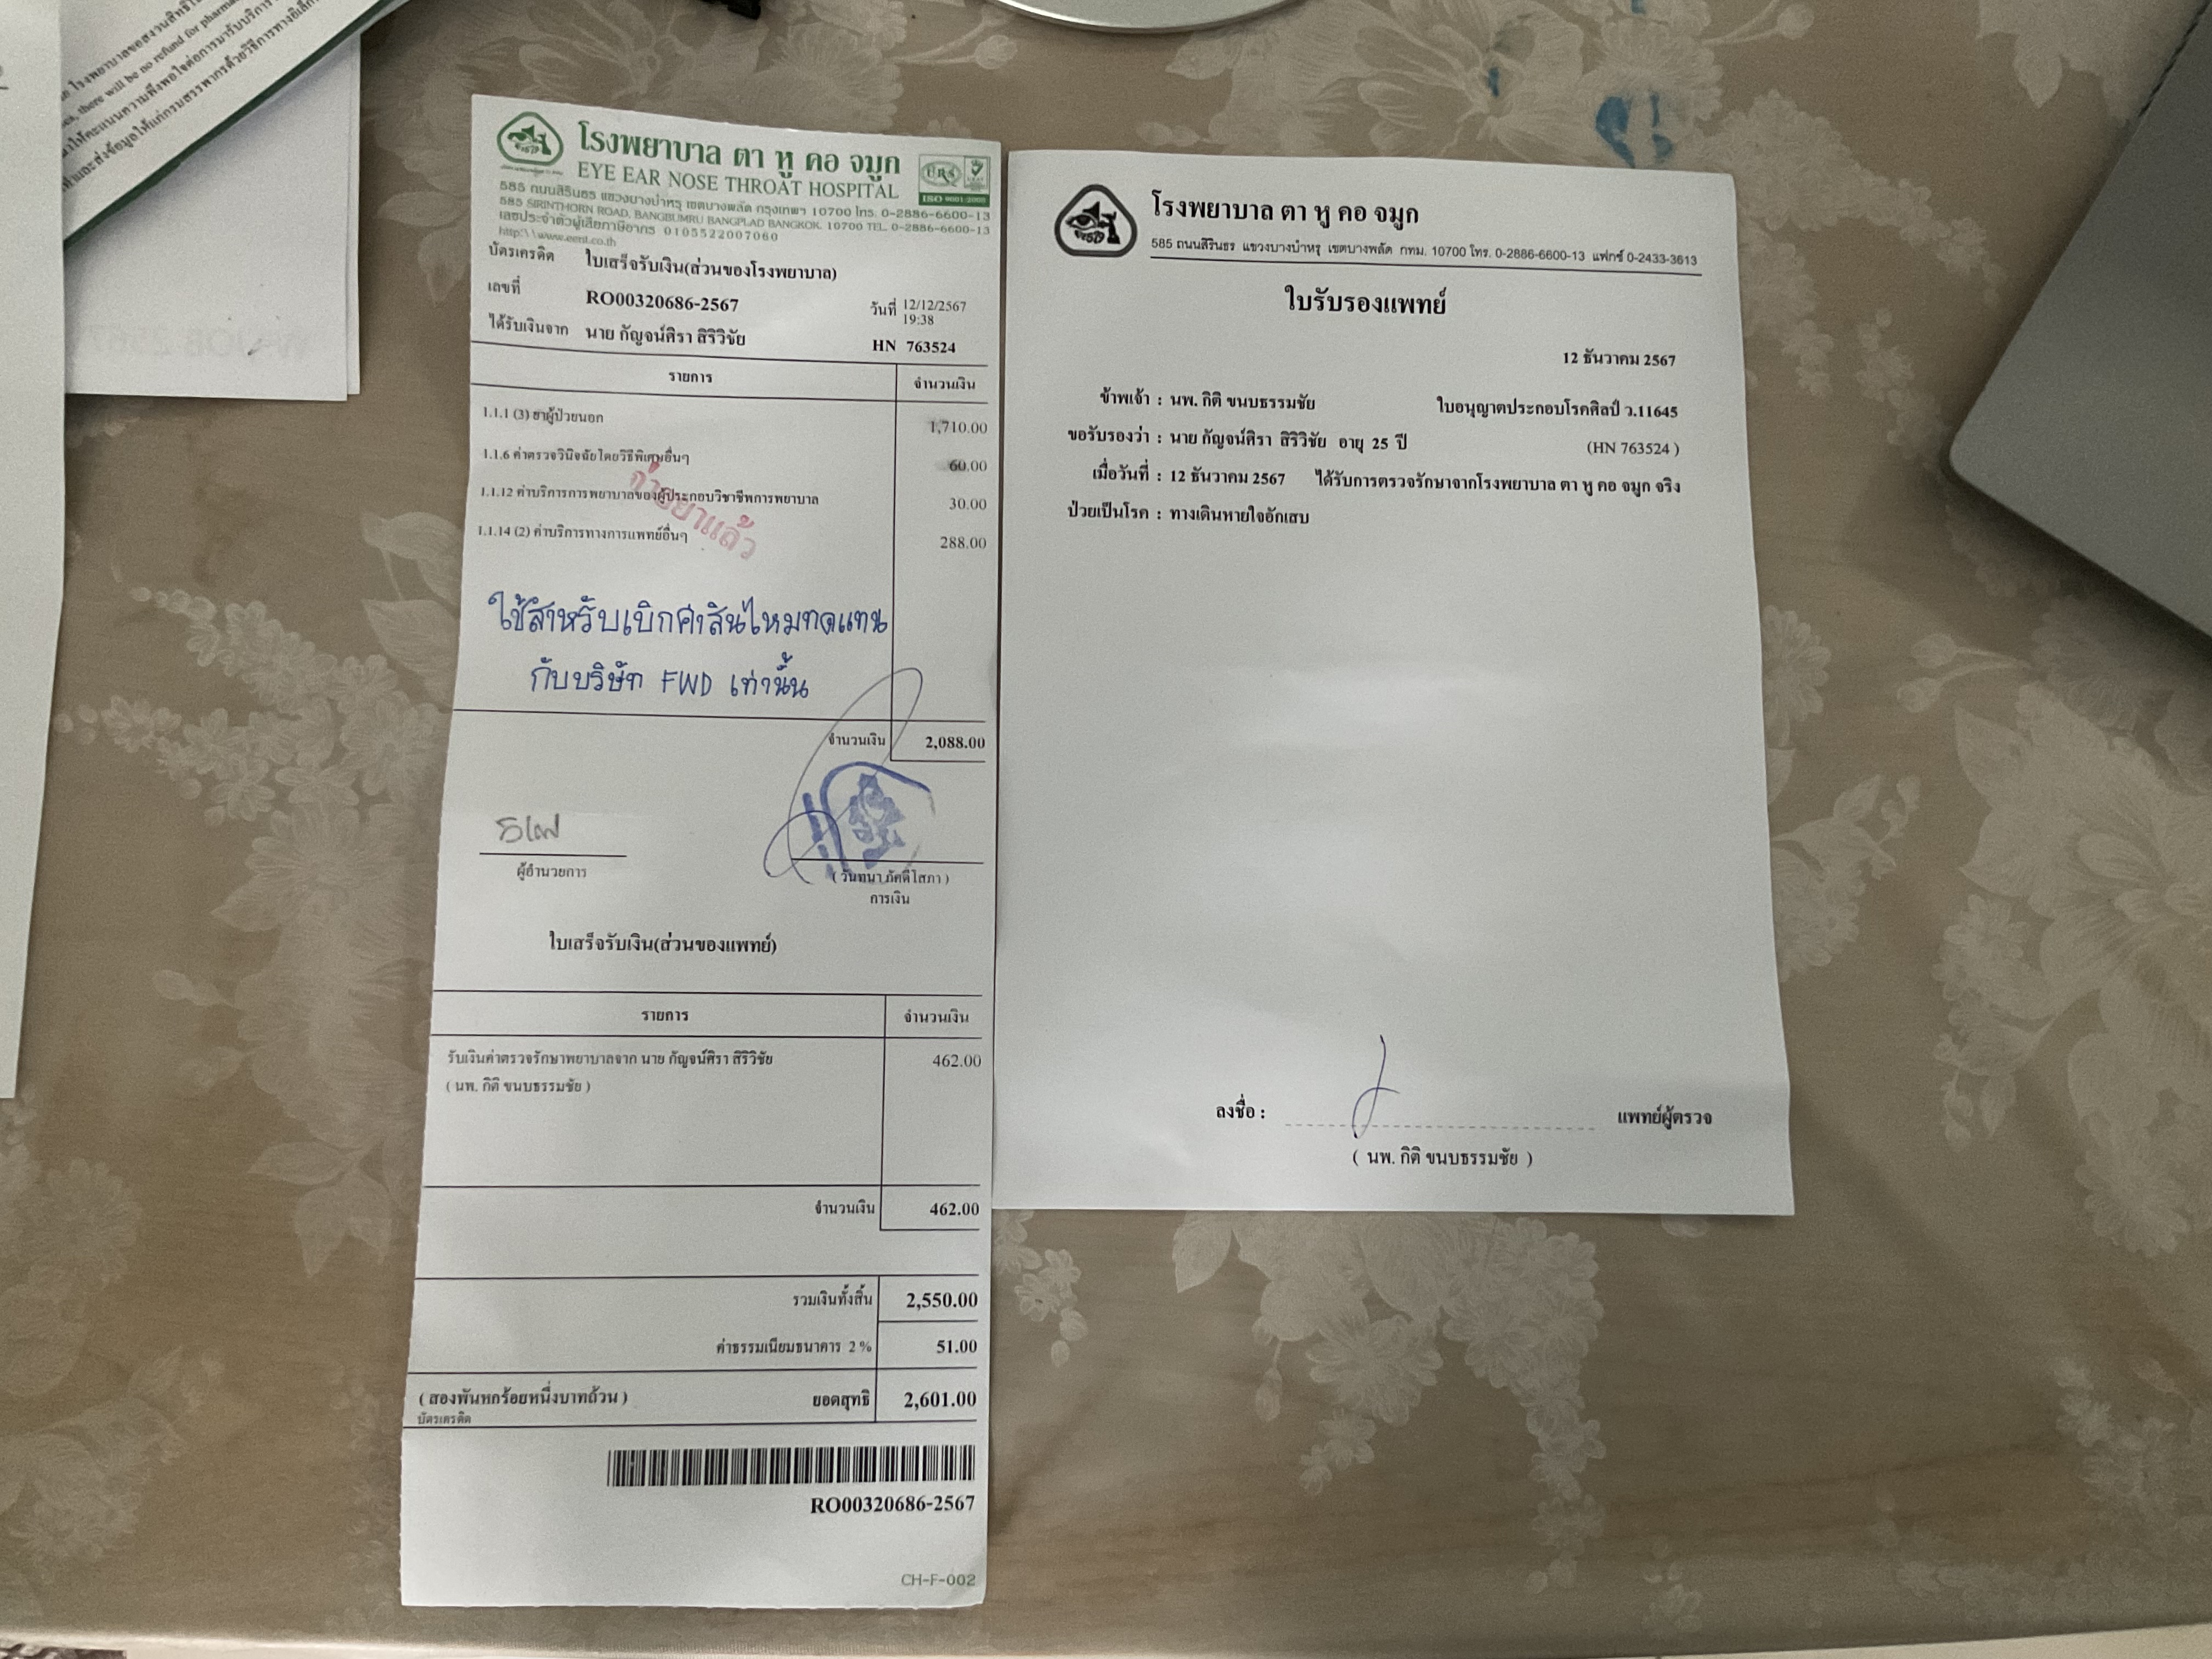 โรงพยาบาล ตา หู คอ จมูก
EYE EAR NOSE THROAT HOSPITAL
ISO 9001:2000
585 ถนนสิรินธร แขวงบางบำหรุ เขตบางพลัด กรุงเทพฯ 10700 โทร. 0-2886-6600-13
585 SIRINTHORN ROAD, BANGBUMRU BANGPLAD BANGKOK. 10700 TEL. 0-2886-6600-13
เลขประจำตัวผู้เสียภาษีอากร 0105522007060
http:\\www.eent.co.th
บัตรเครดิต ใบเสร็จรับเงิน(ส่วนของโรงพยาบาล)
เลขที่ RO00320686-2567 วันที่ 12/12/2567
19:38
ได้รับเงินจาก นาย กัญจน์ศิรา สิริวิชัย HN 763524
รายการ จำนวนเงิน
1.1.1 (3) ยาผู้ป่วยนอก 1,710.00
1.1.6 ค่าตรวจวินิจฉัยโดยวิธีพิเศษอื่นๆ 60.00
1.1.12 ค่าบริการการพยาบาลของผู้ประกอบวิชาชีพการพยาบาล 30.00
1.1.14 (2) ค่าบริการทางการแพทย์อื่นๆ 288.00
จ่ายยาแล้ว
ใช้สำหรับเบิกค่าสินไหมทดแทน
กับบริษัท FWD เท่านั้น
จำนวนเงิน 2,088.00
ผู้อำนวยการ
( วันทนา ภัคดีโสภา )
การเงิน
ใบเสร็จรับเงิน(ส่วนของแพทย์)
รายการ จำนวนเงิน
รับเงินค่าตรวจรักษาพยาบาลจาก นาย กัญจน์ศิรา สิริวิชัย 462.00
( นพ. กิติ ขนบธรรมชัย )
จำนวนเงิน 462.00
รวมเงินทั้งสิ้น 2,550.00
ค่าธรรมเนียมธนาคาร 2 % 51.00
( สองพันหกร้อยหนึ่งบาทถ้วน ) ยอดสุทธิ 2,601.00
บัตรเครดิต
RO00320686-2567
CH-F-002
โรงพยาบาล ตา หู คอ จมูก
585 ถนนสิรินธร แขวงบางบำหรุ เขตบางพลัด กทม. 10700 โทร. 0-2886-6600-13 แฟกซ์ 0-2433-3613
ใบรับรองแพทย์
12 ธันวาคม 2567
ข้าพเจ้า : นพ. กิติ ขนบธรรมชัย ใบอนุญาตประกอบโรคศิลป์ ว.11645
ขอรับรองว่า : นาย กัญจน์ศิรา สิริวิชัย อายุ 25 ปี (HN 763524 )
เมื่อวันที่ : 12 ธันวาคม 2567 ได้รับการตรวจรักษาจากโรงพยาบาล ตา หู คอ จมูก จริง
ป่วยเป็นโรค : ทางเดินหายใจอักเสบ
ลงชื่อ : แพทย์ผู้ตรวจ
( นพ. กิติ ขนบธรรมชัย )